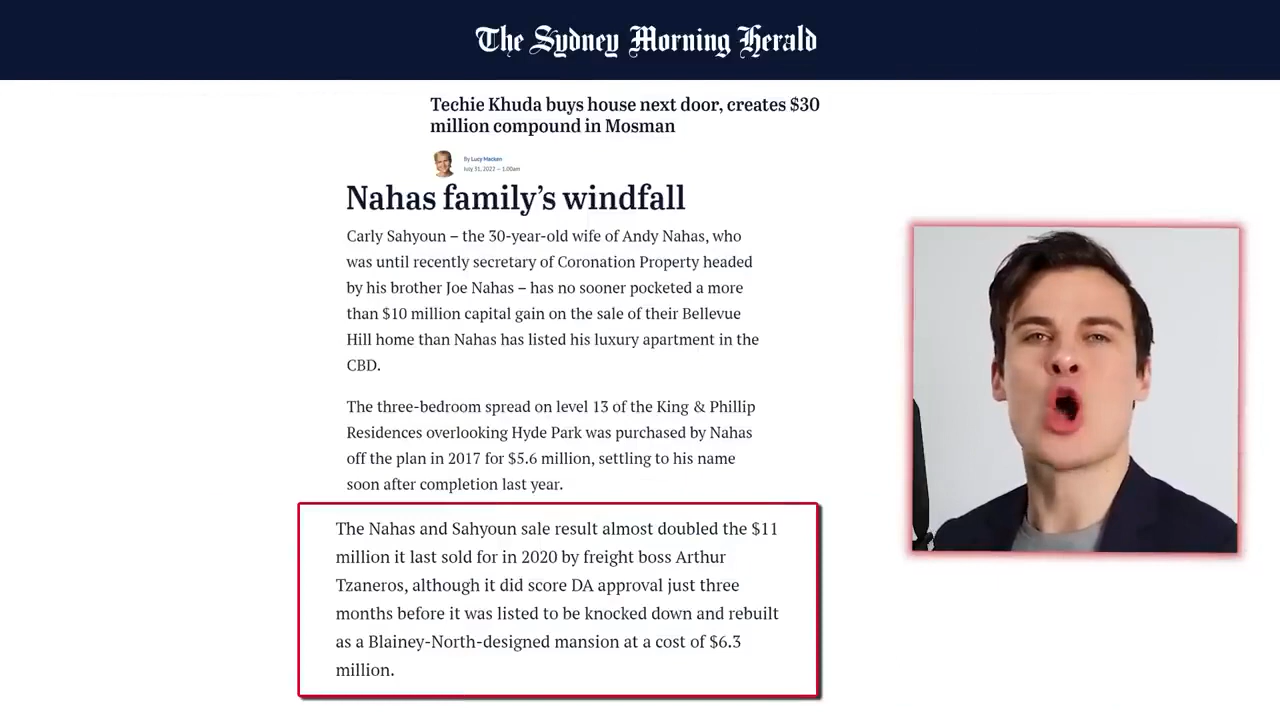 The Sydney Morning Herald
Techie Khuda buys house next door, creates $30
million compound in Mosman
By Lucy Macken
July 31, 2022 — 1.00am
Nahas family’s windfall
Carly Sahyoun – the 30-year-old wife of Andy Nahas, who
was until recently secretary of Coronation Property headed
by his brother Joe Nahas – has no sooner pocketed a more
than $10 million capital gain on the sale of their Bellevue
Hill home than Nahas has listed his luxury apartment in the
CBD.
The three-bedroom spread on level 13 of the King & Phillip
Residences overlooking Hyde Park was purchased by Nahas
off the plan in 2017 for $5.6 million, settling to his name
soon after completion last year.
The Nahas and Sahyoun sale result almost doubled the $11
million it last sold for in 2020 by freight boss Arthur
Tzaneros, although it did score DA approval just three
months before it was listed to be knocked down and rebuilt
as a Blainey-North-designed mansion at a cost of $6.3
million.